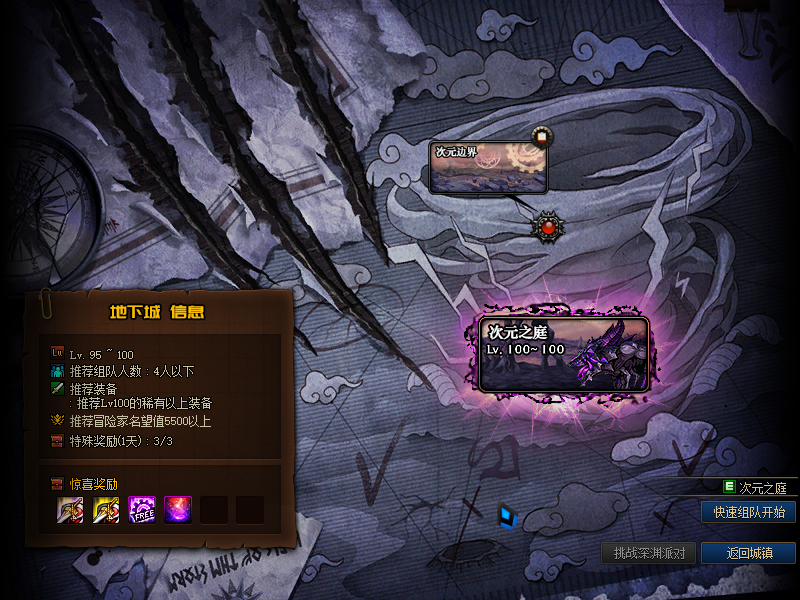 次元边界
次元之庭
Lv. 100~100
地下城 信息
Lv. 95 ~ 100
推荐组队人数 : 4人以下
推荐装备
: 推荐Lv100的稀有以上装备
推荐冒险家名望值5500以上
特殊奖励(1天) : 3/3
惊喜奖励
FREE
E 次元之庭
快速组队开始
挑战深渊派对
返回城镇